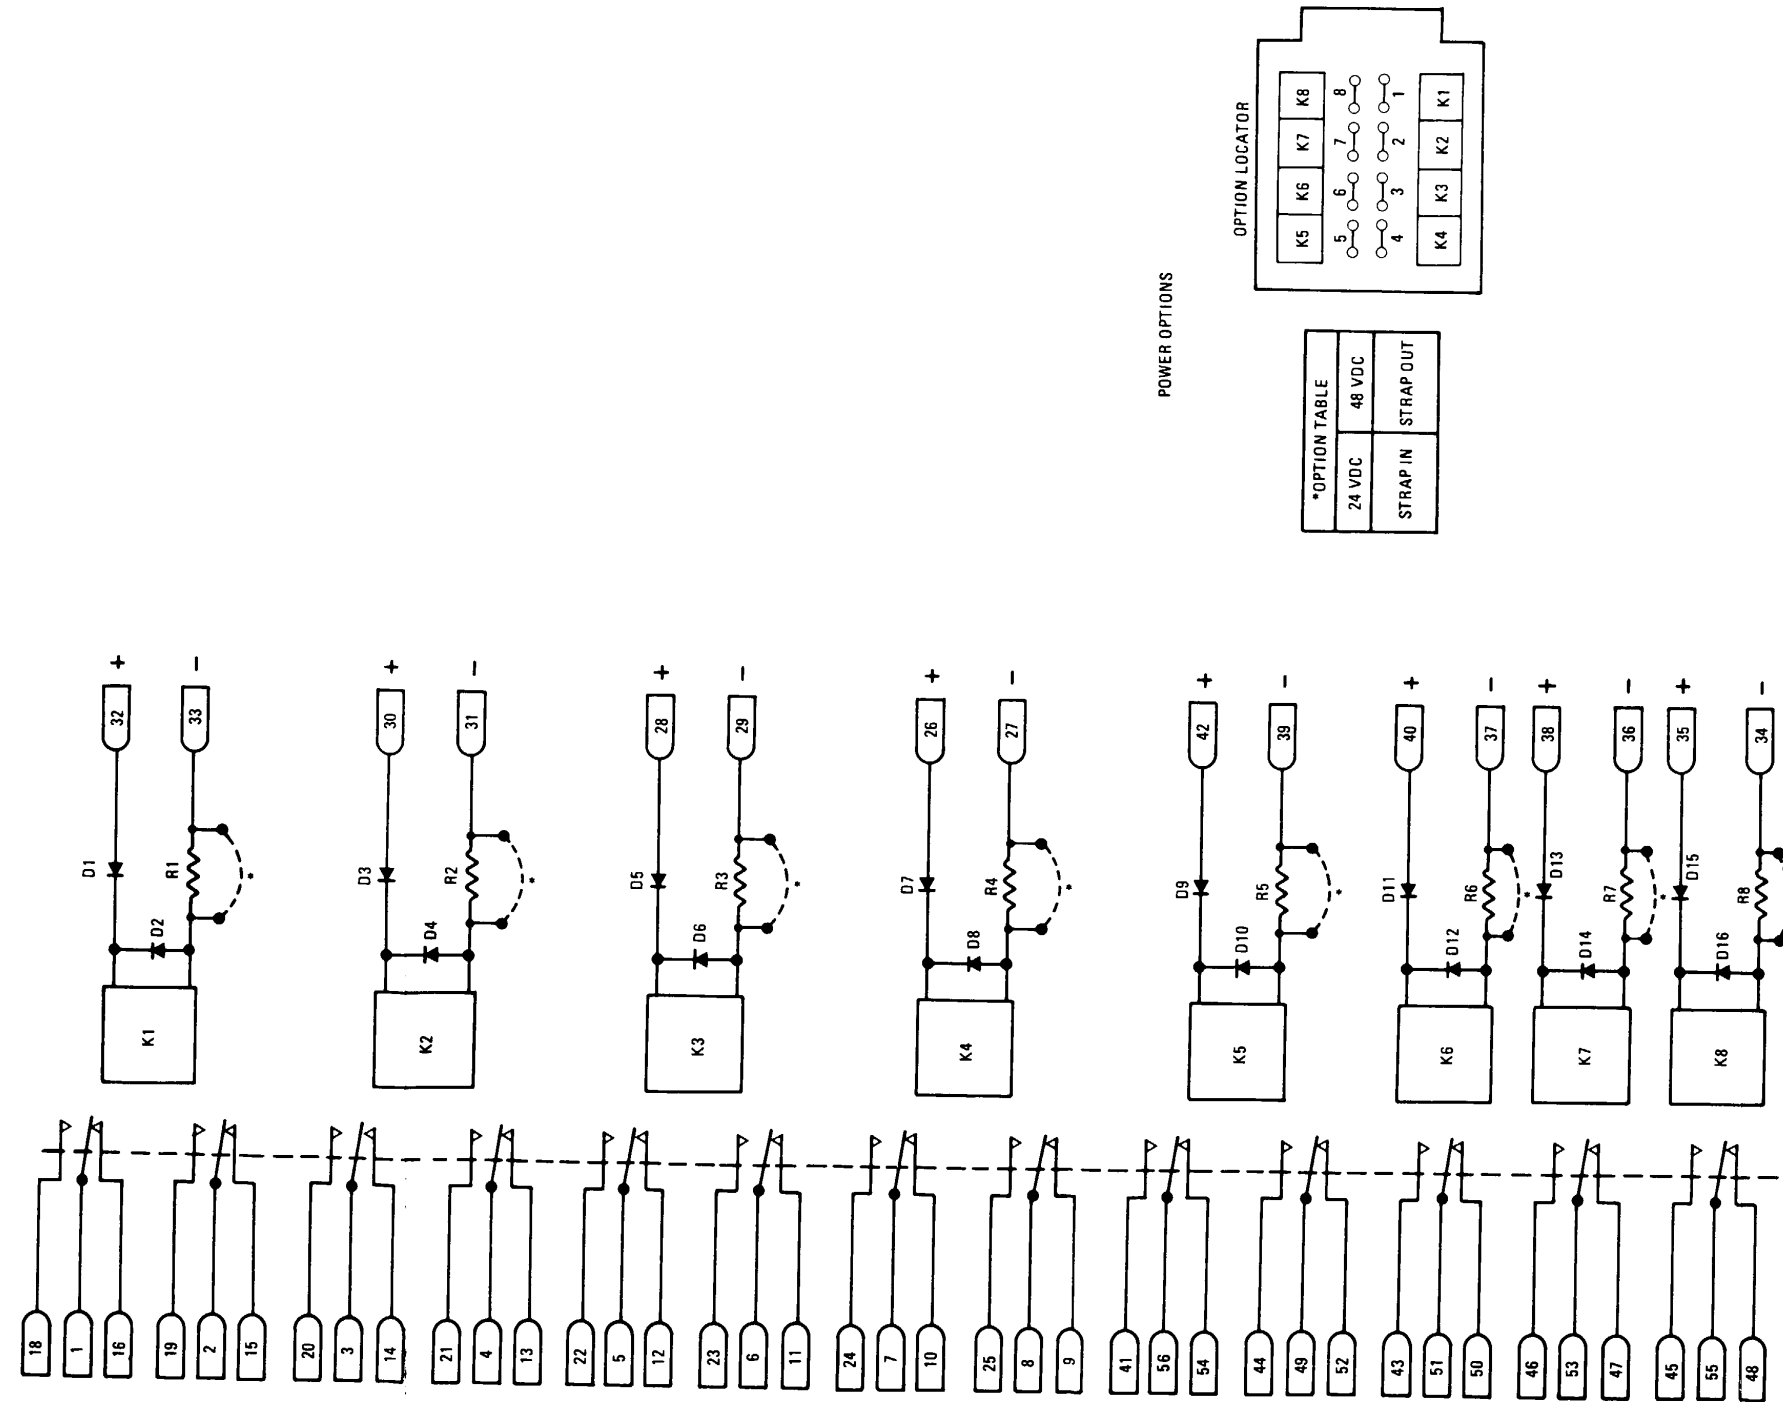 OPTION LOCATOR
K5 K6 K7 K8
5 6 7 8
4 3 2 1
K4 K3 K2 K1
POWER OPTIONS
*OPTION TABLE
24 VDC 48 VDC
STRAP IN STRAP OUT
+ 32 D1
- 33 R1 *
D2
K1
18 1 16
19 2 15
+ 30 D3
- 31 R2 *
D4
K2
20 3 14
21 4 13
+ 28 D5
- 29 R3 *
D6
K3
22 5 12
23 6 11
+ 26 D7
- 27 R4 *
D8
K4
24 7 10
25 8 9
+ 42 D9
- 39 R5 *
D10
K5
41 56 54
44 49 52
+ 40 D11
- 37 R6 *
D12
K6
43 51 50
+ 38 D13
- 36 R7 *
D14
K7
46 53 47
+ 35 D15
- 34 R8
D16
K8
45 55 48